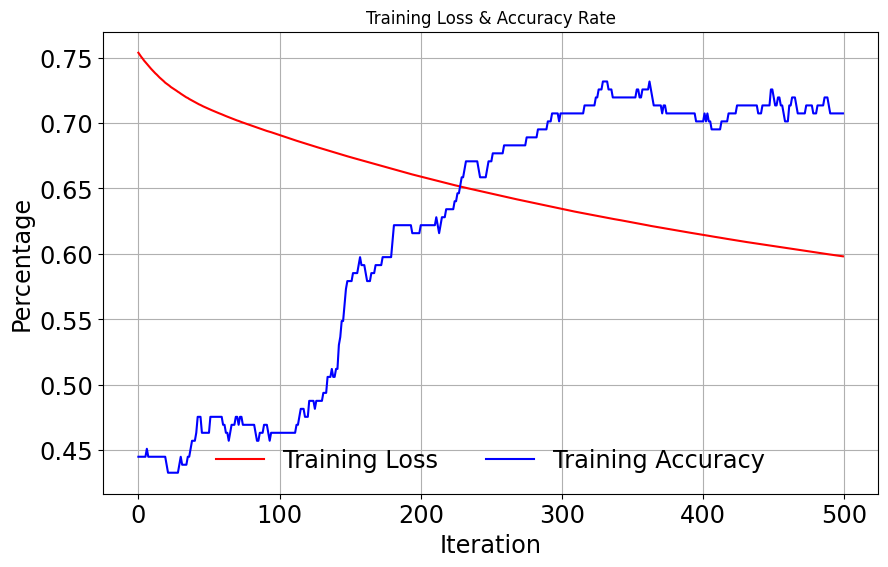 Training Loss & Accuracy Rate
0.75
0.70
0.65
0.60
0.55
0.50
0.45
Percentage
Training Loss
Training Accuracy
0 100 200 300 400 500
Iteration